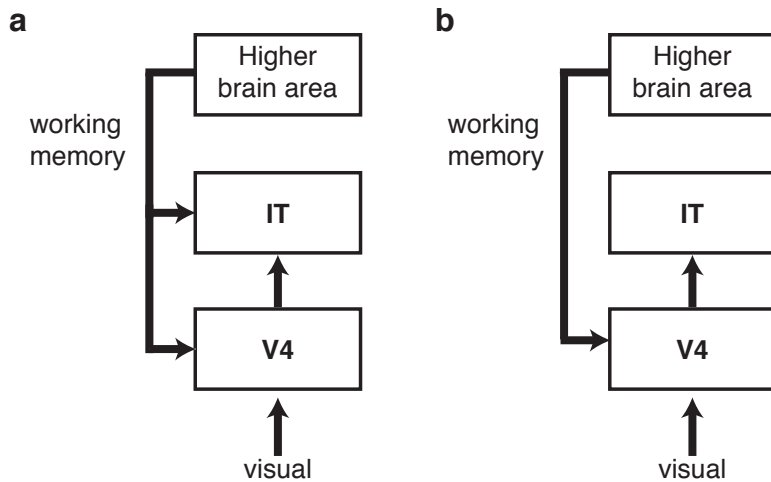 a
Higher
brain area
working
memory
IT
V4
visual
b
Higher
brain area
working
memory
IT
V4
visual